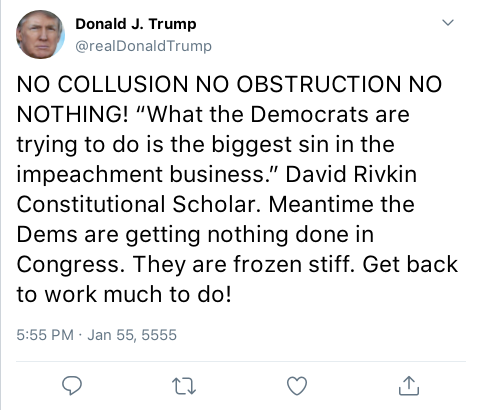 Donald J. Trump
@realDonaldTrump
NO COLLUSION NO OBSTRUCTION NO
NOTHING! “What the Democrats are
trying to do is the biggest sin in the
impeachment business.” David Rivkin
Constitutional Scholar. Meantime the
Dems are getting nothing done in
Congress. They are frozen stiff. Get back
to work much to do!
5:55 PM · Jan 55, 5555